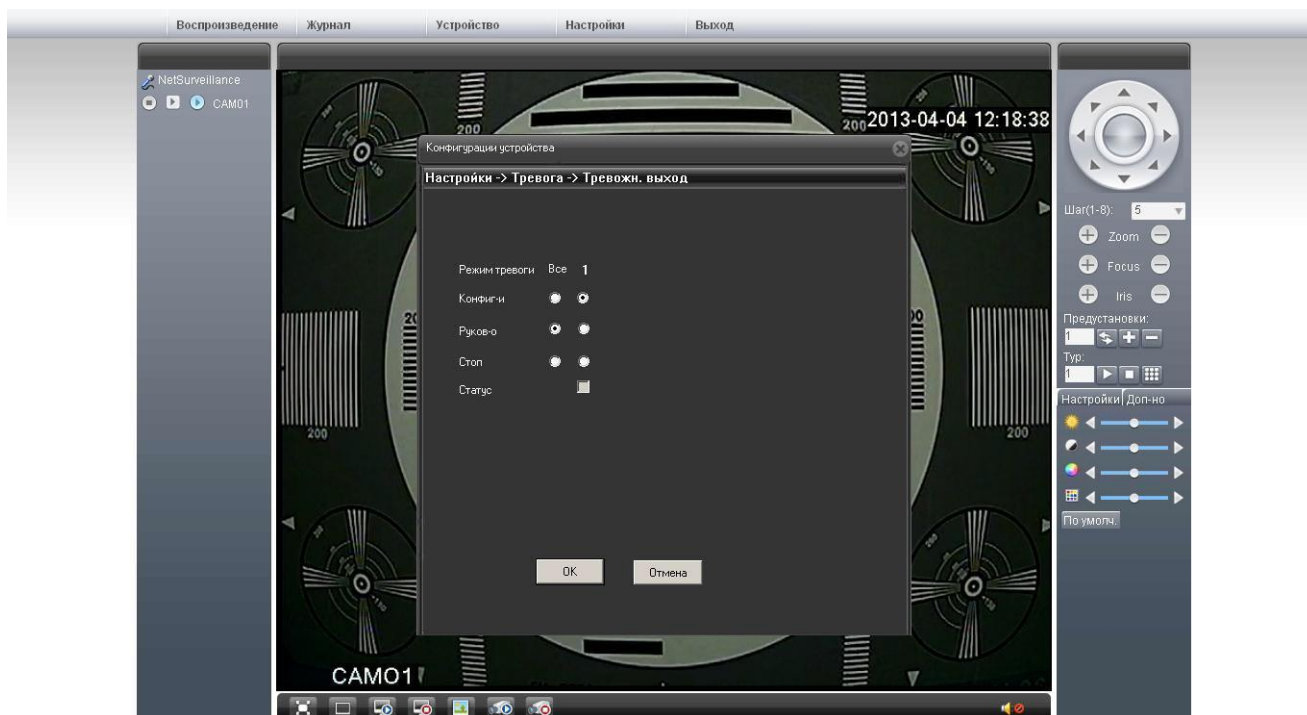 Воспроизведение Журнал Устройство Настройки Выход
NetSurveillance
CAM01
2013-04-04 12:18:38
200
200
Конфигурации устройства
Настройки -> Тревога -> Тревожн. выход
Режим тревоги Все 1
Конфиг-и
Руков-о
Стоп
Статус
OK Отмена
200
200
CAMO1
Шаг(1-8): 5
Zoom
Focus
Iris
Предустановки:
1
Тур:
1
Настройки Доп-но
По умолч.